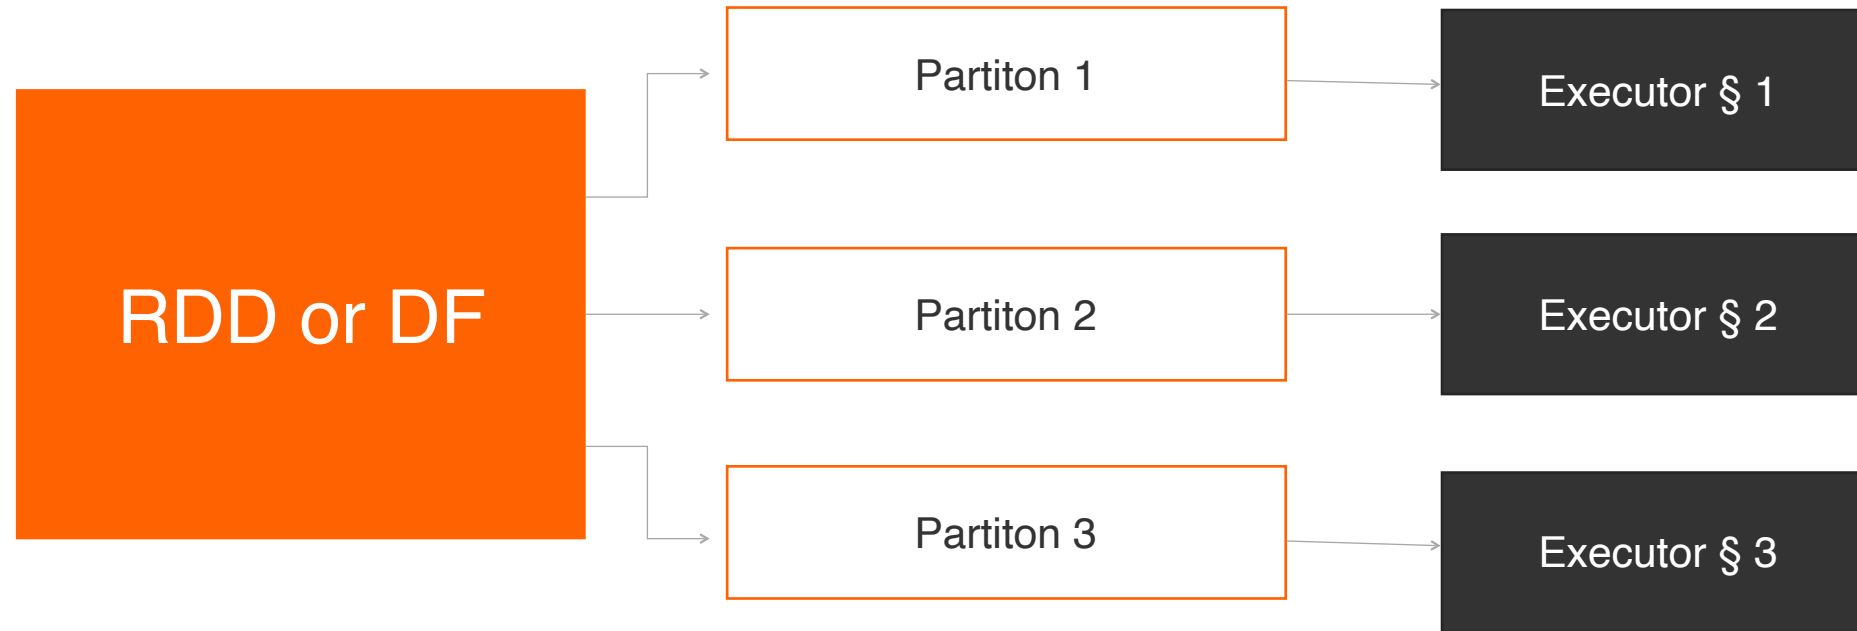 RDD or DF
Partiton 1
Executor § 1
Partiton 2
Executor § 2
Partiton 3
Executor § 3